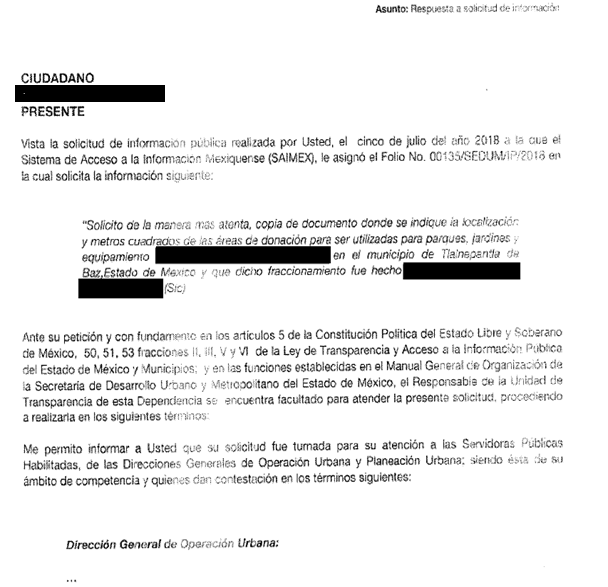 Asunto: Respuesta a solicitud de información
CIUDADANO
PRESENTE
Vista la solicitud de información pública realizada por Usted, el cinco de julio del año 2018 a la que el
Sistema de Acceso a la Información Mexiquense (SAIMEX), le asignó el Folio No. 00135/SEDUM/IP/2018 en
la cual solicita la información siguiente:
"Solicito de la manera más atenta, copia de documento donde se indique la localización
y metros cuadrados de las áreas de donación para ser utilizadas para parques, jardines y
equipamiento en el municipio de Tlalnepantla de
Baz,Estado de México y que dicho fraccionamiento fue hecho
(Sic)
Ante su petición y con fundamento en los artículos 5 de la Constitución Política del Estado Libre y Soberano
de México, 50, 51, 53 fracciones II, III, V y VI de la Ley de Transparencia y Acceso a la Información Pública
del Estado de México y Municipios; y en las funciones establecidas en el Manual General de Organización de
la Secretaría de Desarrollo Urbano y Metropolitano del Estado de México, el Responsable de la Unidad de
Transparencia de esta Dependencia se encuentra facultado para atender la presente solicitud, procediendo
a realizarla en los siguientes términos:
Me permito informar a Usted que su solicitud fue turnada para su atención a las Servidoras Públicas
Habilitadas, de las Direcciones Generales de Operación Urbana y Planeación Urbana; siendo ésta de su
ámbito de competencia y quienes dan contestación en los términos siguientes:
Dirección General de Operación Urbana:
...